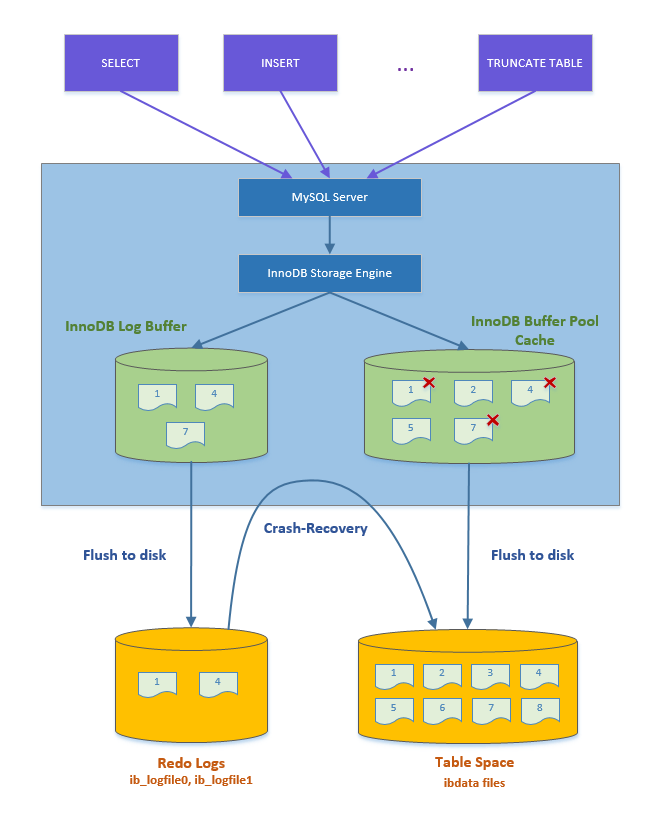 SELECT
INSERT
...
TRUNCATE TABLE
MySQL Server
InnoDB Storage Engine
InnoDB Log Buffer
InnoDB Buffer Pool
Cache
1
4
7
1
2
4
5
7
Flush to disk
Crash-Recovery
Flush to disk
1
4
1
2
3
4
5
6
7
8
Redo Logs
ib_logfile0, ib_logfile1
Table Space
ibdata files